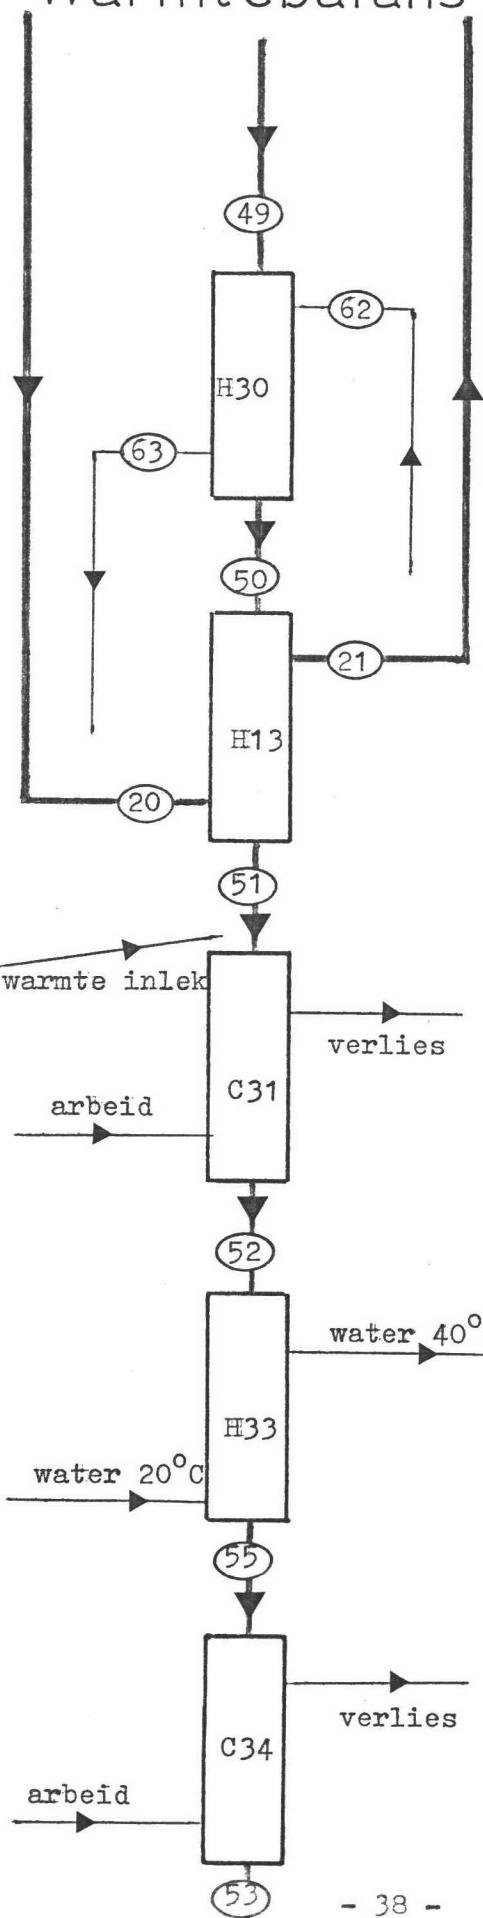 Warmtebalans
49
62
H30
63
50
21
H13
20
51
warmte inlek
verlies
C31
arbeid
52
water 40°
H33
water 20°C
55
verlies
C34
arbeid
53
- 38 -